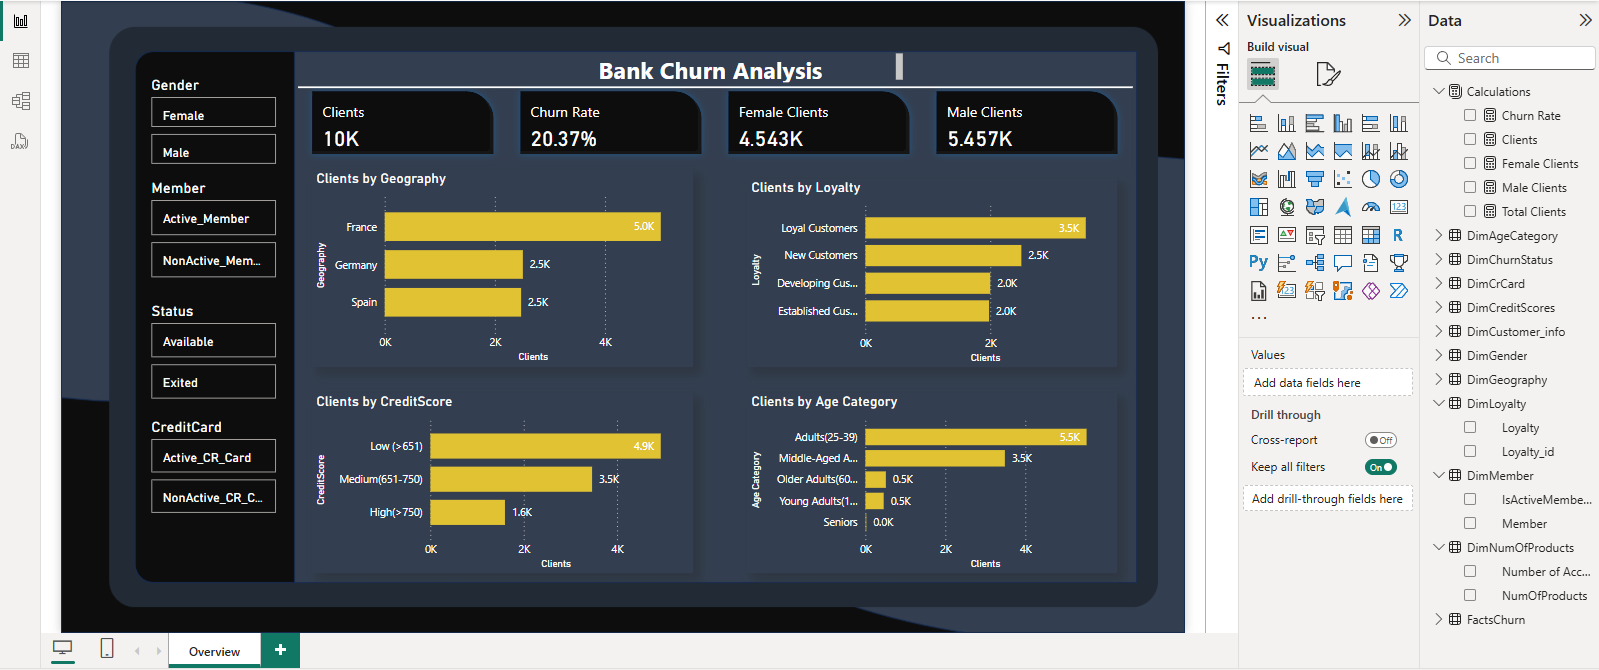 Gender
Female
Male
Member
Active_Member
NonActive_Mem...
Status
Available
Exited
CreditCard
Active_CR_Card
NonActive_CR_C...
Bank Churn Analysis
Clients
10K
Churn Rate
20.37%
Female Clients
4.543K
Male Clients
5.457K
Clients by Geography
Geography
France
5.0K
Germany
2.5K
Spain
2.5K
0K 2K 4K
Clients
Clients by Loyalty
Loyalty
Loyal Customers
3.5K
New Customers
2.5K
Developing Cus...
2.0K
Established Cus...
2.0K
0K 2K
Clients
Clients by CreditScore
CreditScore
Low (>651)
4.9K
Medium(651-750)
3.5K
High(>750)
1.6K
0K 2K 4K
Clients
Clients by Age Category
Age Category
Adults(25-39)
5.5K
Middle-Aged A...
3.5K
Older Adults(60...
0.5K
Young Adults(1...
0.5K
Seniors
0.0K
0K 2K 4K
Clients
Overview
+
Filters
Visualizations
Build visual
123
R
Py
123
...
Values
Add data fields here
Drill through
Cross-report
Off
Keep all filters
On
Add drill-through fields here
Data
Search
Calculations
Churn Rate
Clients
Female Clients
Male Clients
Total Clients
DimAgeCategory
DimChurnStatus
DimCrCard
DimCreditScores
DimCustomer_info
DimGender
DimGeography
DimLoyalty
Loyalty
Loyalty_id
DimMember
IsActiveMembe...
Member
DimNumOfProducts
Number of Acc...
NumOfProducts
FactsChurn
DAX